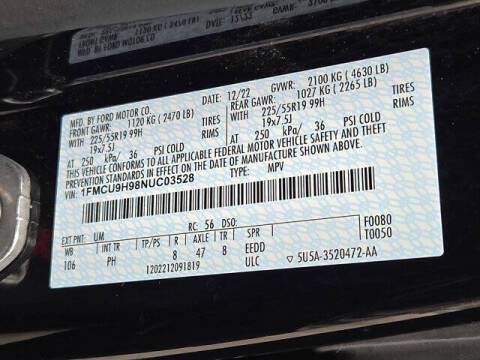 MFD. BY FORD MOTOR CO.
12/22
GVWR: 2100 KG ( 4630 LB)
FRONT GAWR: 1120 KG ( 2470 LB)
REAR GAWR: 1027 KG ( 2265 LB)
WITH 225/55R19 99H TIRES
WITH 225/55R19 99H TIRES
19x7.5J RIMS
19x7.5J RIMS
AT 250 kPa/ 36 PSI COLD
AT 250 kPa/ 36 PSI COLD
THIS VEHICLE CONFORMS TO ALL APPLICABLE FEDERAL MOTOR VEHICLE
SAFETY STANDARDS IN EFFECT ON THE DATE OF MANUFACTURE SHOWN ABOVE.
VIN: 1FMCU9H98NUC03528
TYPE: MPV
EXT PNT: UM RC: 56 DSO:
WB INT TR TP/PS R AXLE TR SPR
F0080
T0050
106 PH 8 47 8 EEDD
1202212091819 ULC
5U5A-3520472-AA